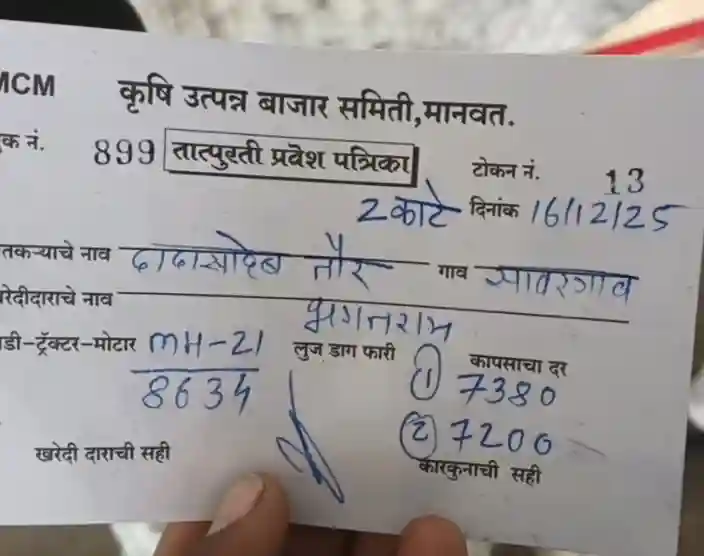 MCM कृषि उत्पन्न बाजार समिती,मानवत.
क नं. 899 तात्पुरती प्रवेश पत्रिका टोकन नं. 13
2 काटे दिनांक 16/12/25
तकऱ्याचे नाव दादासाहेब तौर गाव सावरगाव
रेदीदाराचे नाव
भगतराम
डी-ट्रॅक्टर-मोटार MH-21 लुज डाग फारी कापसाचा दर
8634 ① 7380
② 7200
खरेदी दाराची सही कारकुनाची सही